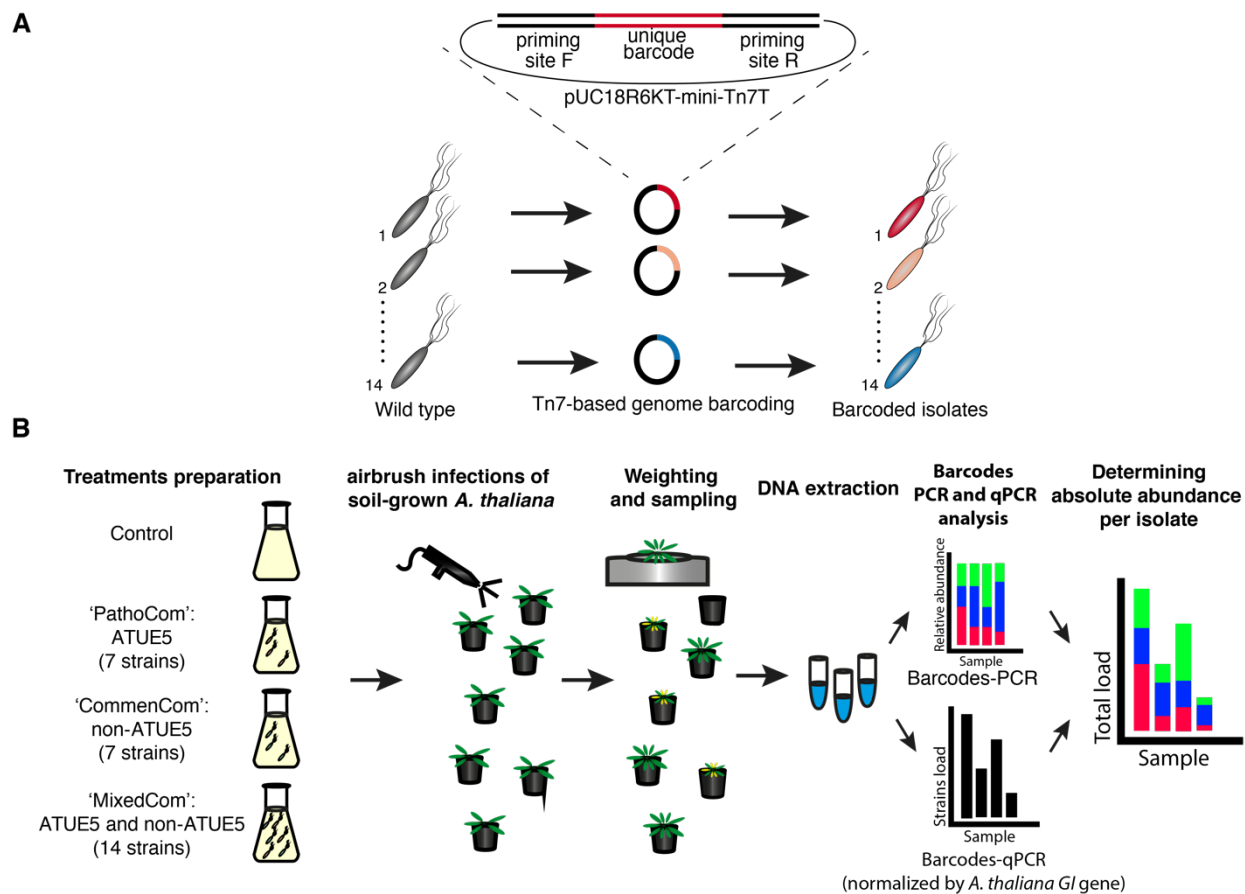 A
priming
site F
unique
barcode
priming
site R
pUC18R6KT-mini-Tn7T
1
1
2
2
14
14
Wild type
Tn7-based genome barcoding
Barcoded isolates
B
Treatments preparation
airbrush infections of
soil-grown A. thaliana
Weighting
and sampling
DNA extraction
Barcodes
PCR and qPCR
analysis
Determining
absolute abundance
per isolate
Control
'PathoCom':
ATUE5
(7 strains)
'CommenCom':
non-ATUE5
(7 strains)
'MixedCom':
ATUE5 and non-ATUE5
(14 strains)
Relative abundance
Sample
Barcodes-PCR
Strains load
Sample
Barcodes-qPCR
(normalized by A. thaliana GI gene)
Total load
Sample